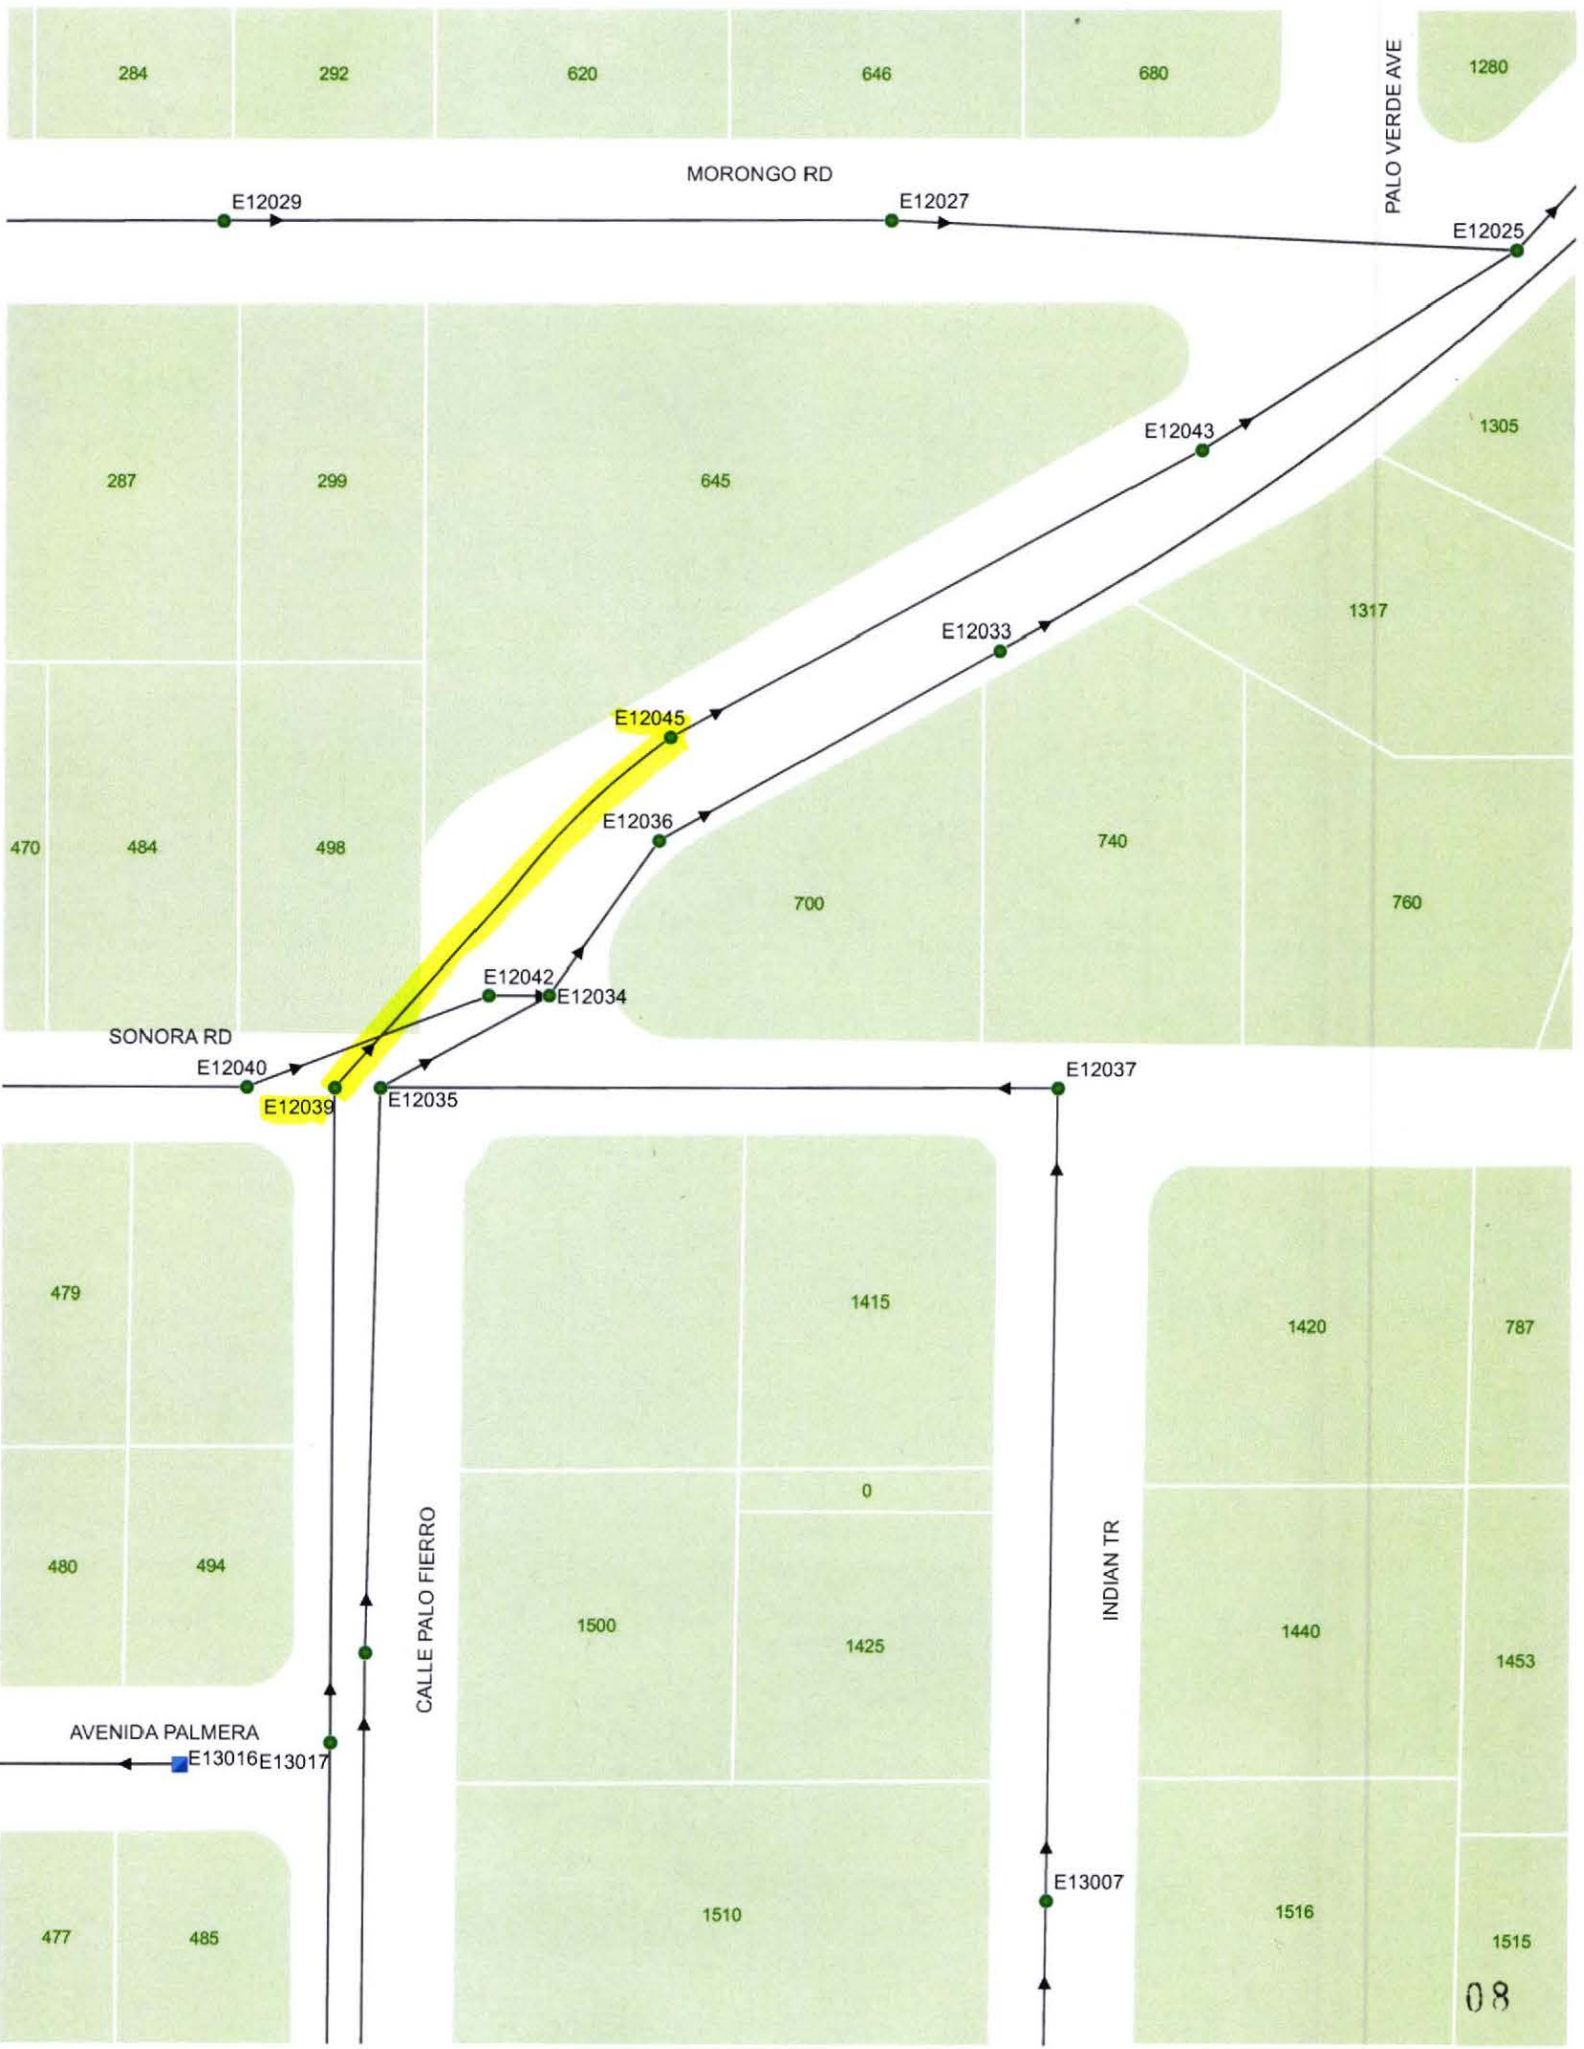 284
292
620
646
680
PALO VERDE AVE
1280
MORONGO RD
E12029
E12027
E12025
E12043
1305
287
299
645
1317
E12033
E12045
E12036
470
484
498
740
700
760
E12042
E12034
SONORA RD
E12040
E12037
E12039
E12035
479
1415
1420
787
0
CALLE PALO FIERRO
INDIAN TR
480
494
1500
1425
1440
1453
AVENIDA PALMERA
E13016
E13017
E13007
477
485
1510
1516
1515
08